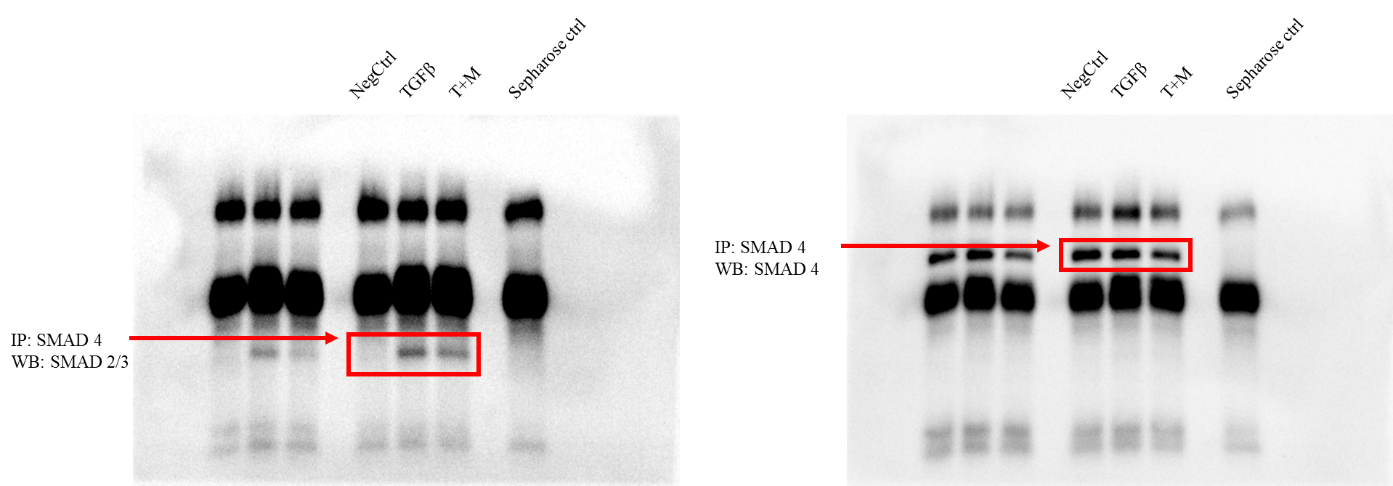 NegCtrl
TGFβ
T+M
Sepharose ctrl
NegCtrl
TGFβ
T+M
Sepharose ctrl
IP: SMAD 4
WB: SMAD 2/3
IP: SMAD 4
WB: SMAD 4